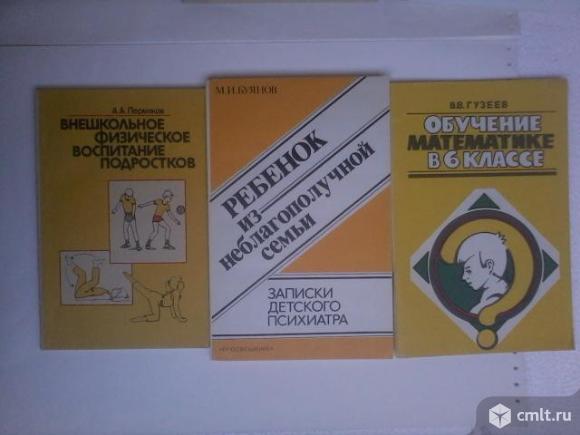 ВНЕШКОЛЬНОЕ
ФИЗИЧЕСКОЕ
ВОСПИТАНИЕ
ПОДРОСТКОВ
М.И. БУЯНОВ
РЕБЕНОК
ИЗ
неблагополучной
семьи
ЗАПИСКИ
ДЕТСКОГО
ПСИХИАТРА
«ПРОСВЕЩЕНИЕ»
В.В. ГУЗЕЕВ
ОБУЧЕНИЕ
МАТЕМАТИКЕ
В 6 КЛАССЕ
cmlt.ru